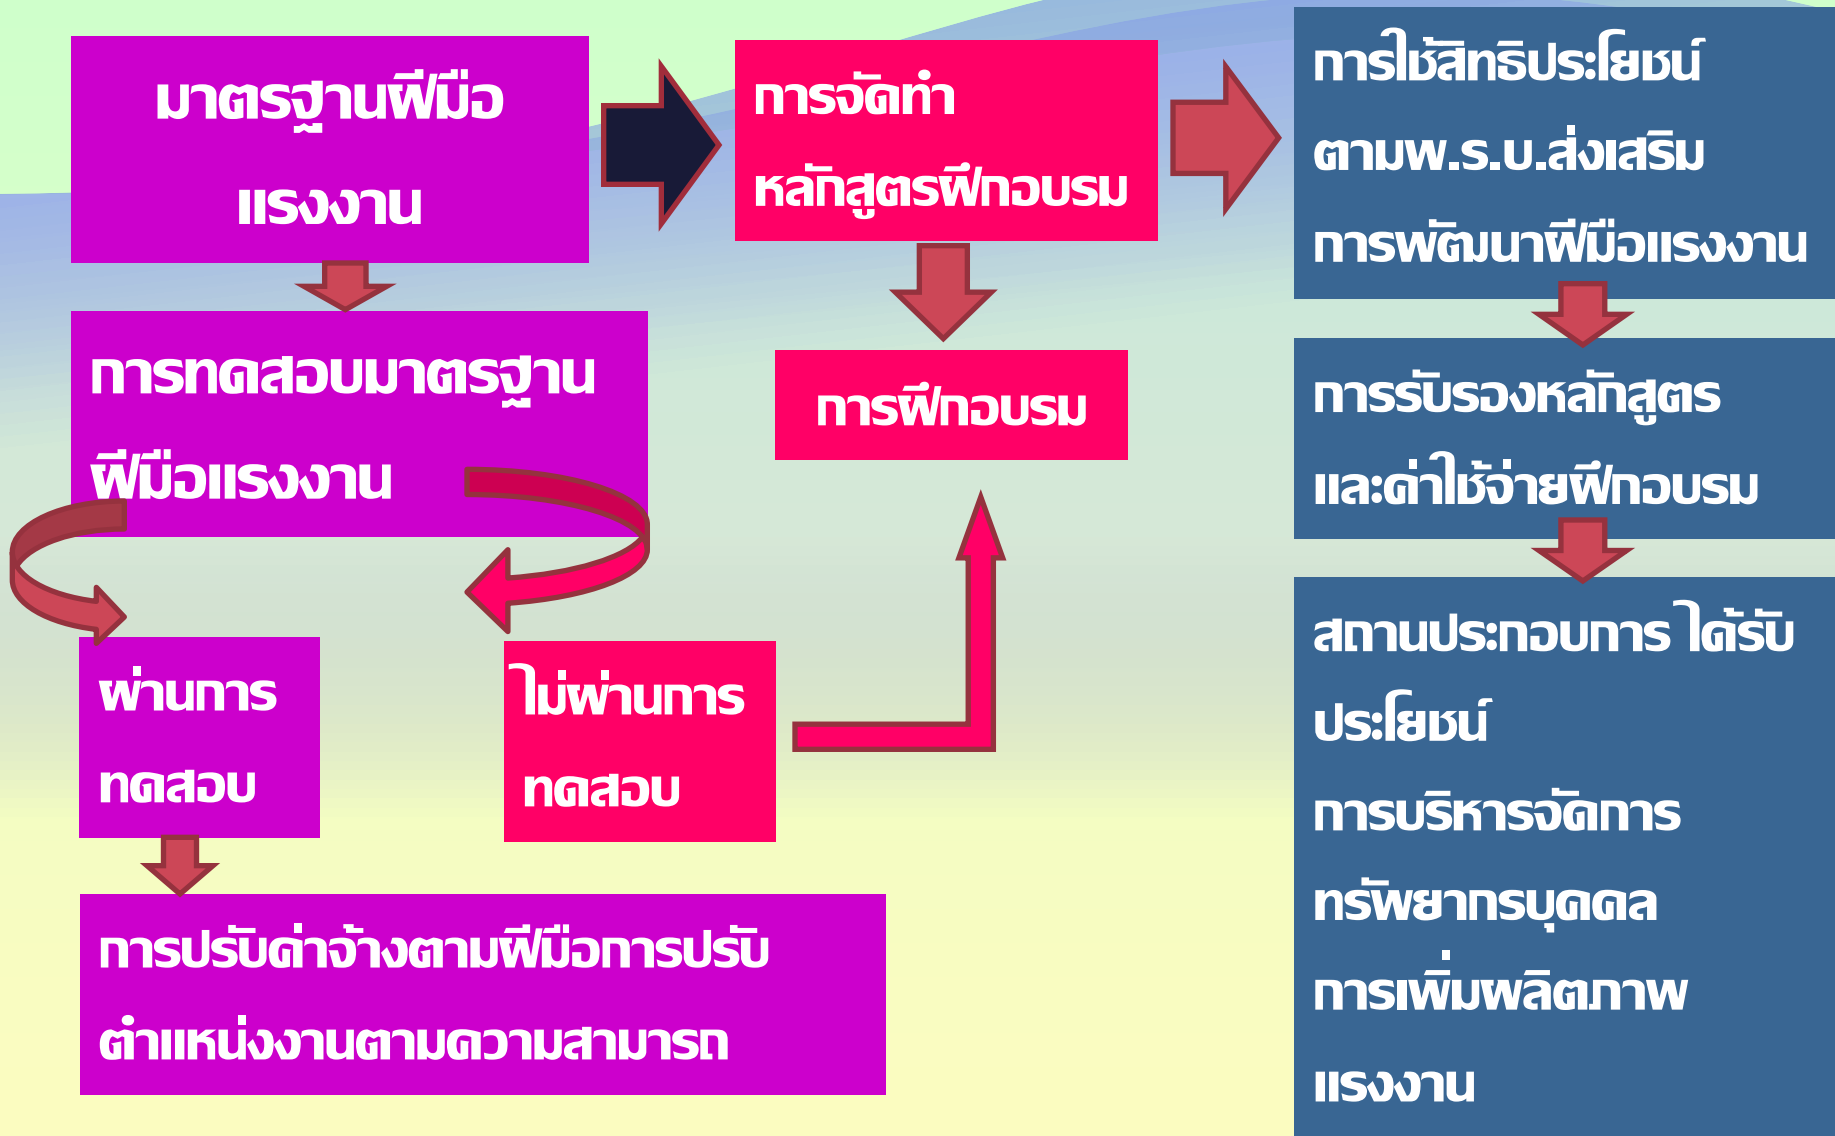 มาตรฐานฝีมือ
แรงงาน
การทดสอบมาตรฐาน
ฝีมือแรงงาน
ผ่านการ
ทดสอบ
ไม่ผ่านการ
ทดสอบ
การปรับค่าจ้างตามฝีมือการปรับ
ตำแหน่งงานตามความสามารถ
การจัดทำ
หลักสูตรฝึกอบรม
การฝึกอบรม
การใช้สิทธิประโยชน์
ตามพ.ร.บ.ส่งเสริม
การพัฒนาฝีมือแรงงาน
การรับรองหลักสูตร
และค่าใช้จ่ายฝึกอบรม
สถานประกอบการ ได้รับ
ประโยชน์
การบริหารจัดการ
ทรัพยากรบุคคล
การเพิ่มผลิตภาพ
แรงงาน